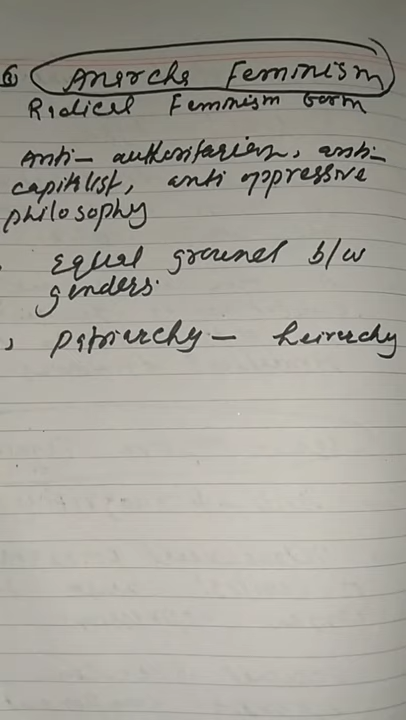 6 Anarcha Feminism
Radical Feminism Form
Anti- authoritarian, anti-
capitalist, anti oppressive
philosophy
Equal ground b/w
genders.
, patriarchy - heirarchy